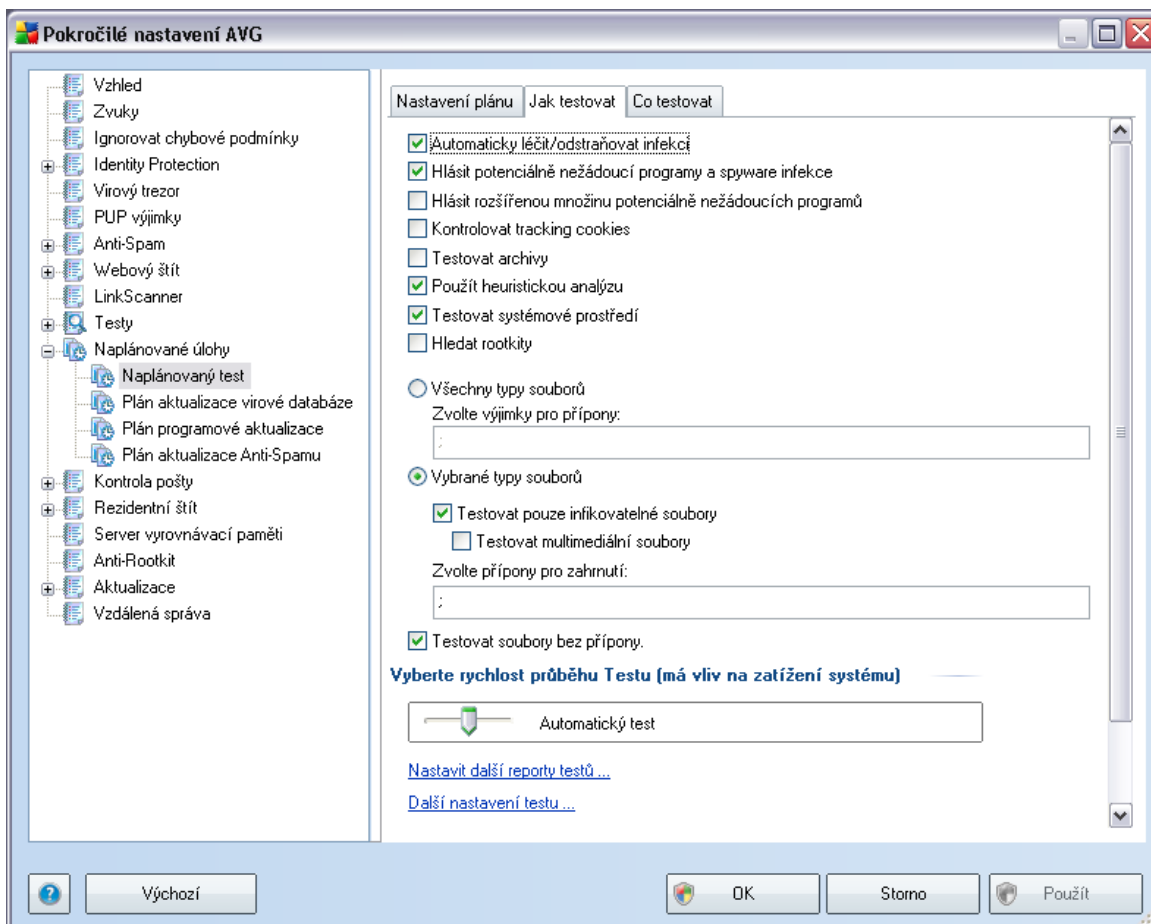 Pokročilé nastavení AVG
Vzhled
Zvuky
Ignorovat chybové podmínky
Identity Protection
Virový trezor
PUP výjimky
Anti-Spam
Webový štít
LinkScanner
Testy
Naplánované úlohy
Naplánovaný test
Plán aktualizace virové databáze
Plán programové aktualizace
Plán aktualizace Anti-Spamu
Kontrola pošty
Rezidentní štít
Server vyrovnávací paměti
Anti-Rootkit
Aktualizace
Vzdálená správa
Nastavení plánu
Jak testovat
Co testovat
Automaticky léčit/odstraňovat infekci
Hlásit potenciálně nežádoucí programy a spyware infekce
Hlásit rozšířenou množinu potenciálně nežádoucích programů
Kontrolovat tracking cookies
Testovat archivy
Použít heuristickou analýzu
Testovat systémové prostředí
Hledat rootkity
Všechny typy souborů
Zvolte výjimky pro přípony:
;
Vybrané typy souborů
Testovat pouze infikovatelné soubory
Testovat multimediální soubory
Zvolte přípony pro zahrnutí:
;
Testovat soubory bez přípony.
Vyberte rychlost průběhu Testu (má vliv na zatížení systému)
Automatický test
Nastavit další reporty testů ...
Další nastavení testu ...
?
Výchozí
OK
Storno
Použít